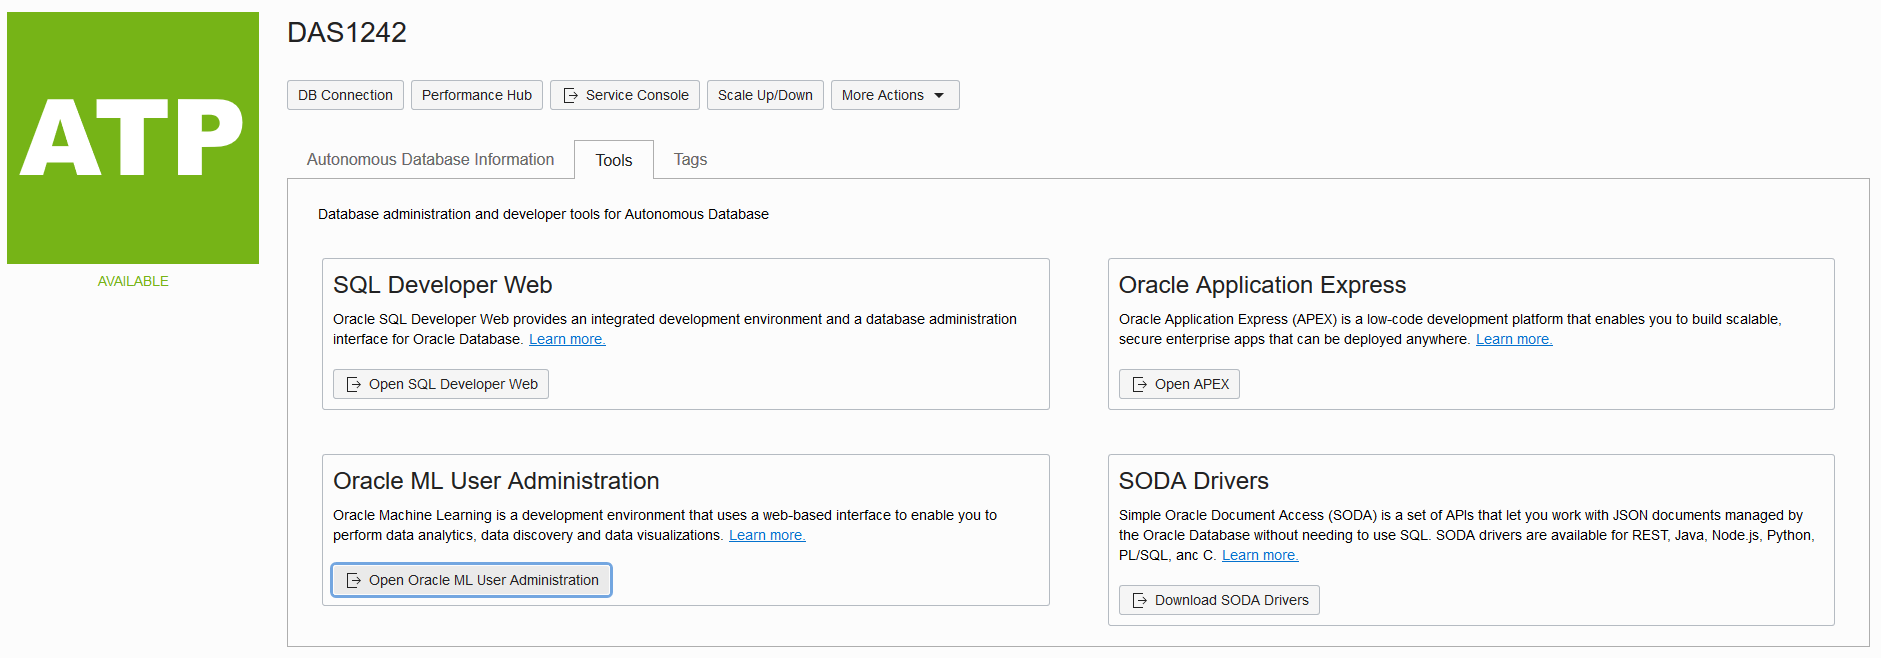 ATP
AVAILABLE
DAS1242
DB Connection
Performance Hub
Service Console
Scale Up/Down
More Actions
Autonomous Database Information
Tools
Tags
Database administration and developer tools for Autonomous Database
SQL Developer Web
Oracle SQL Developer Web provides an integrated development environment and a database administration
interface for Oracle Database. Learn more.
Open SQL Developer Web
Oracle Application Express
Oracle Application Express (APEX) is a low-code development platform that enables you to build scalable,
secure enterprise apps that can be deployed anywhere. Learn more.
Open APEX
Oracle ML User Administration
Oracle Machine Learning is a development environment that uses a web-based interface to enable you to
perform data analytics, data discovery and data visualizations. Learn more.
Open Oracle ML User Administration
SODA Drivers
Simple Oracle Document Access (SODA) is a set of APIs that let you work with JSON documents managed by
the Oracle Database without needing to use SQL. SODA drivers are available for REST, Java, Node.js, Python,
PL/SQL, anc C. Learn more.
Download SODA Drivers